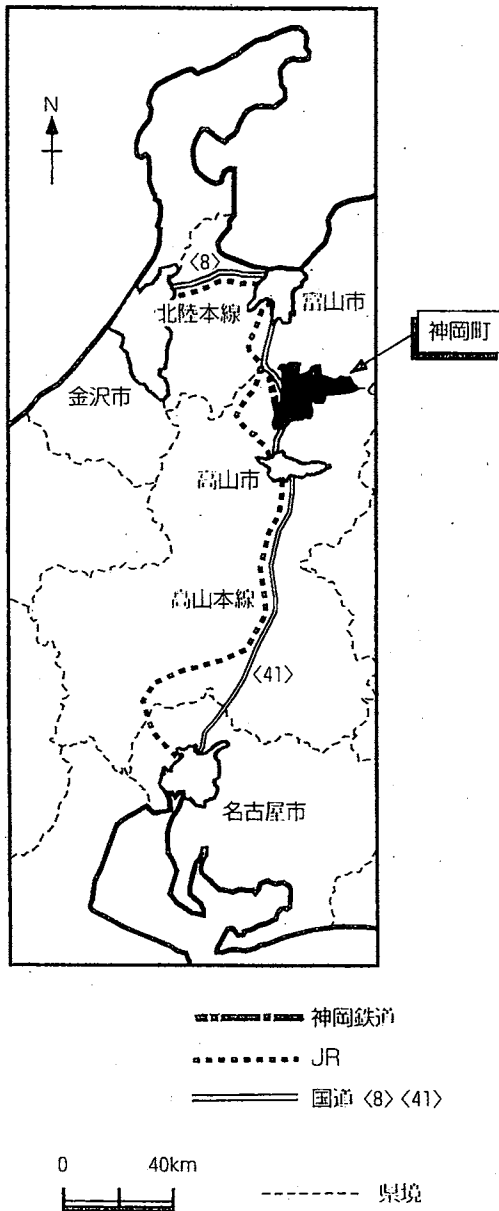 N
〈8〉
北陸本線
富山市
神岡町
金沢市
高山市
高山本線
〈41〉
名古屋市
神岡鉄道
JR
国道〈8〉〈41〉
0 40km
県境